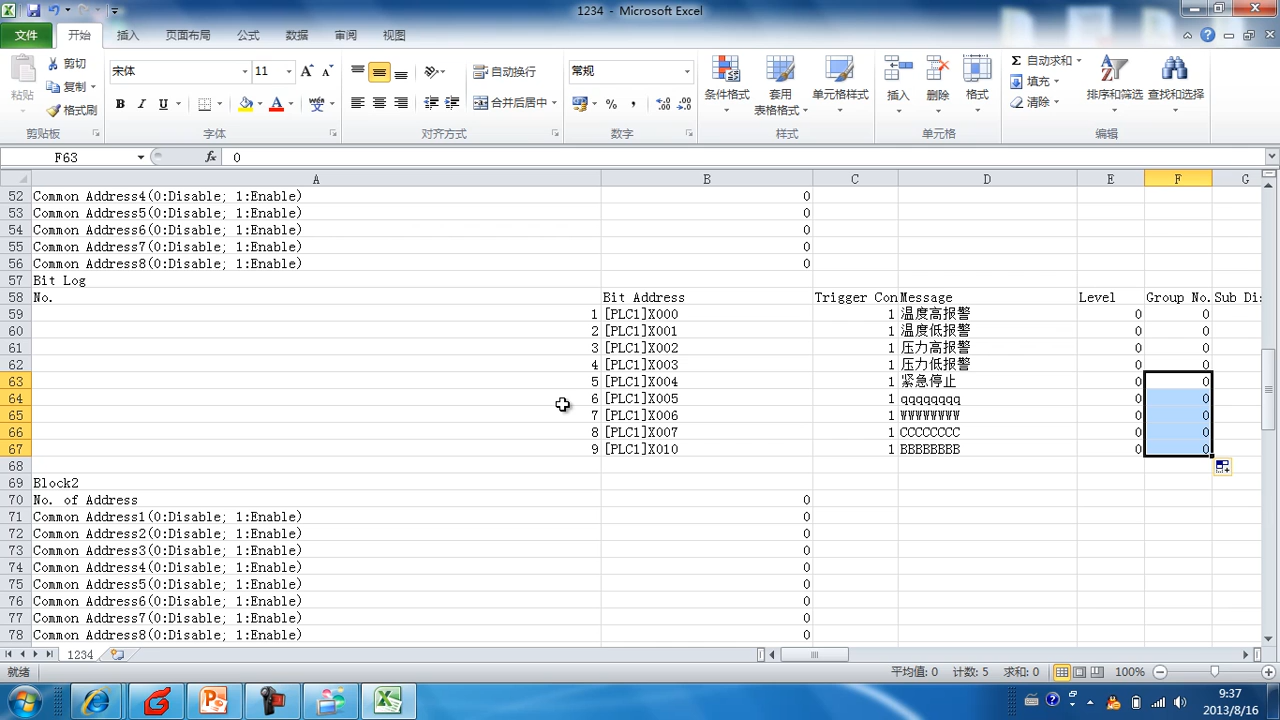 1234 - Microsoft Excel
文件 开始 插入 页面布局 公式 数据 审阅 视图
粘贴 剪切 复制 格式刷 剪贴板
宋体 11 B I U 字体
自动换行 合并后居中 对齐方式
常规 % , 数字
条件格式 套用表格格式 单元格样式 样式
插入 删除 格式 单元格
Σ 自动求和 填充 清除 排序和筛选 查找和选择 编辑
F63 fx 0
A B C D E F G
52 Common Address4(0:Disable; 1:Enable) 0
53 Common Address5(0:Disable; 1:Enable) 0
54 Common Address6(0:Disable; 1:Enable) 0
55 Common Address7(0:Disable; 1:Enable) 0
56 Common Address8(0:Disable; 1:Enable) 0
57 Bit Log
58 No. Bit Address Trigger Con Message Level Group No. Sub Di
59 1 [PLC1]X000 1 温度高报警 0 0
60 2 [PLC1]X001 1 温度低报警 0 0
61 3 [PLC1]X002 1 压力高报警 0 0
62 4 [PLC1]X003 1 压力低报警 0 0
63 5 [PLC1]X004 1 紧急停止 0 0
64 6 [PLC1]X005 1 qqqqqqqq 0 0
65 7 [PLC1]X006 1 WWWWWWWW 0 0
66 8 [PLC1]X007 1 CCCCCCCC 0 0
67 9 [PLC1]X010 1 BBBBBBBB 0 0
68
69 Block2
70 No. of Address 0
71 Common Address1(0:Disable; 1:Enable) 0
72 Common Address2(0:Disable; 1:Enable) 0
73 Common Address3(0:Disable; 1:Enable) 0
74 Common Address4(0:Disable; 1:Enable) 0
75 Common Address5(0:Disable; 1:Enable) 0
76 Common Address6(0:Disable; 1:Enable) 0
77 Common Address7(0:Disable; 1:Enable) 0
78 Common Address8(0:Disable; 1:Enable) 0
1234
就绪 平均值: 0 计数: 5 求和: 0 100%
9:37
2013/8/16